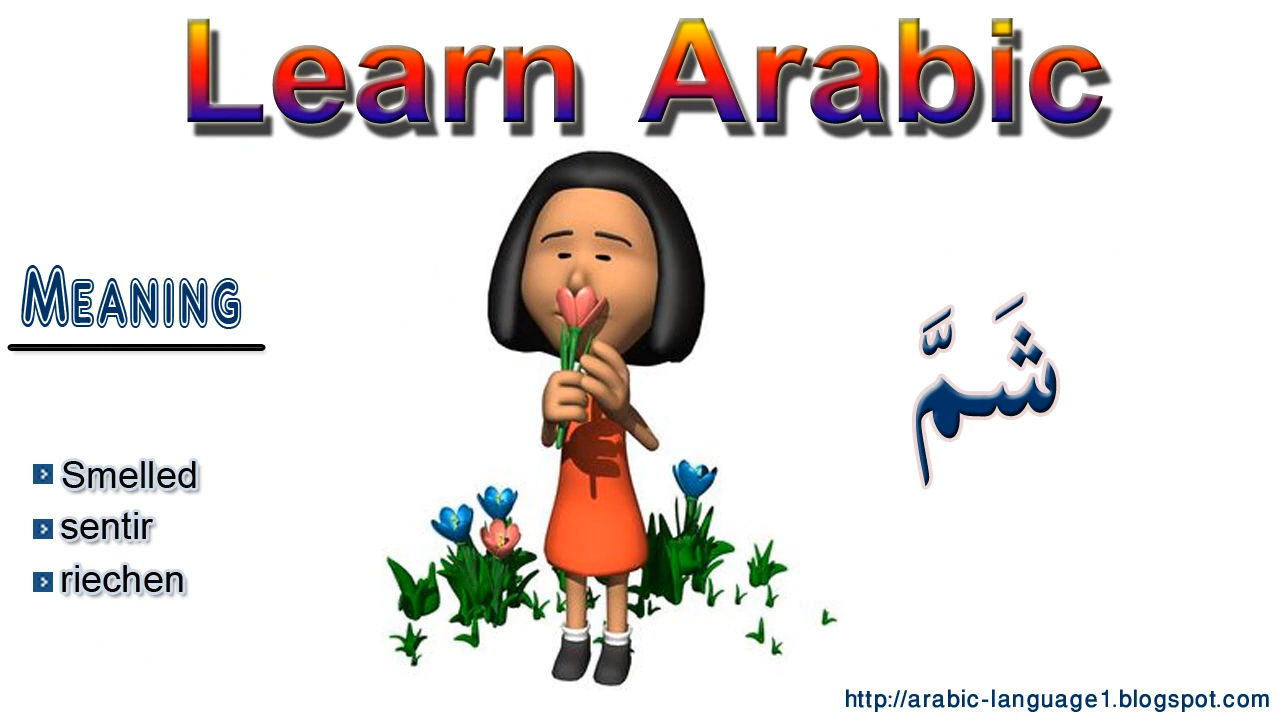 Learn Arabic
Meaning
شَمَّ
Smelled
sentir
riechen
http://arabic-language1.blogspot.com